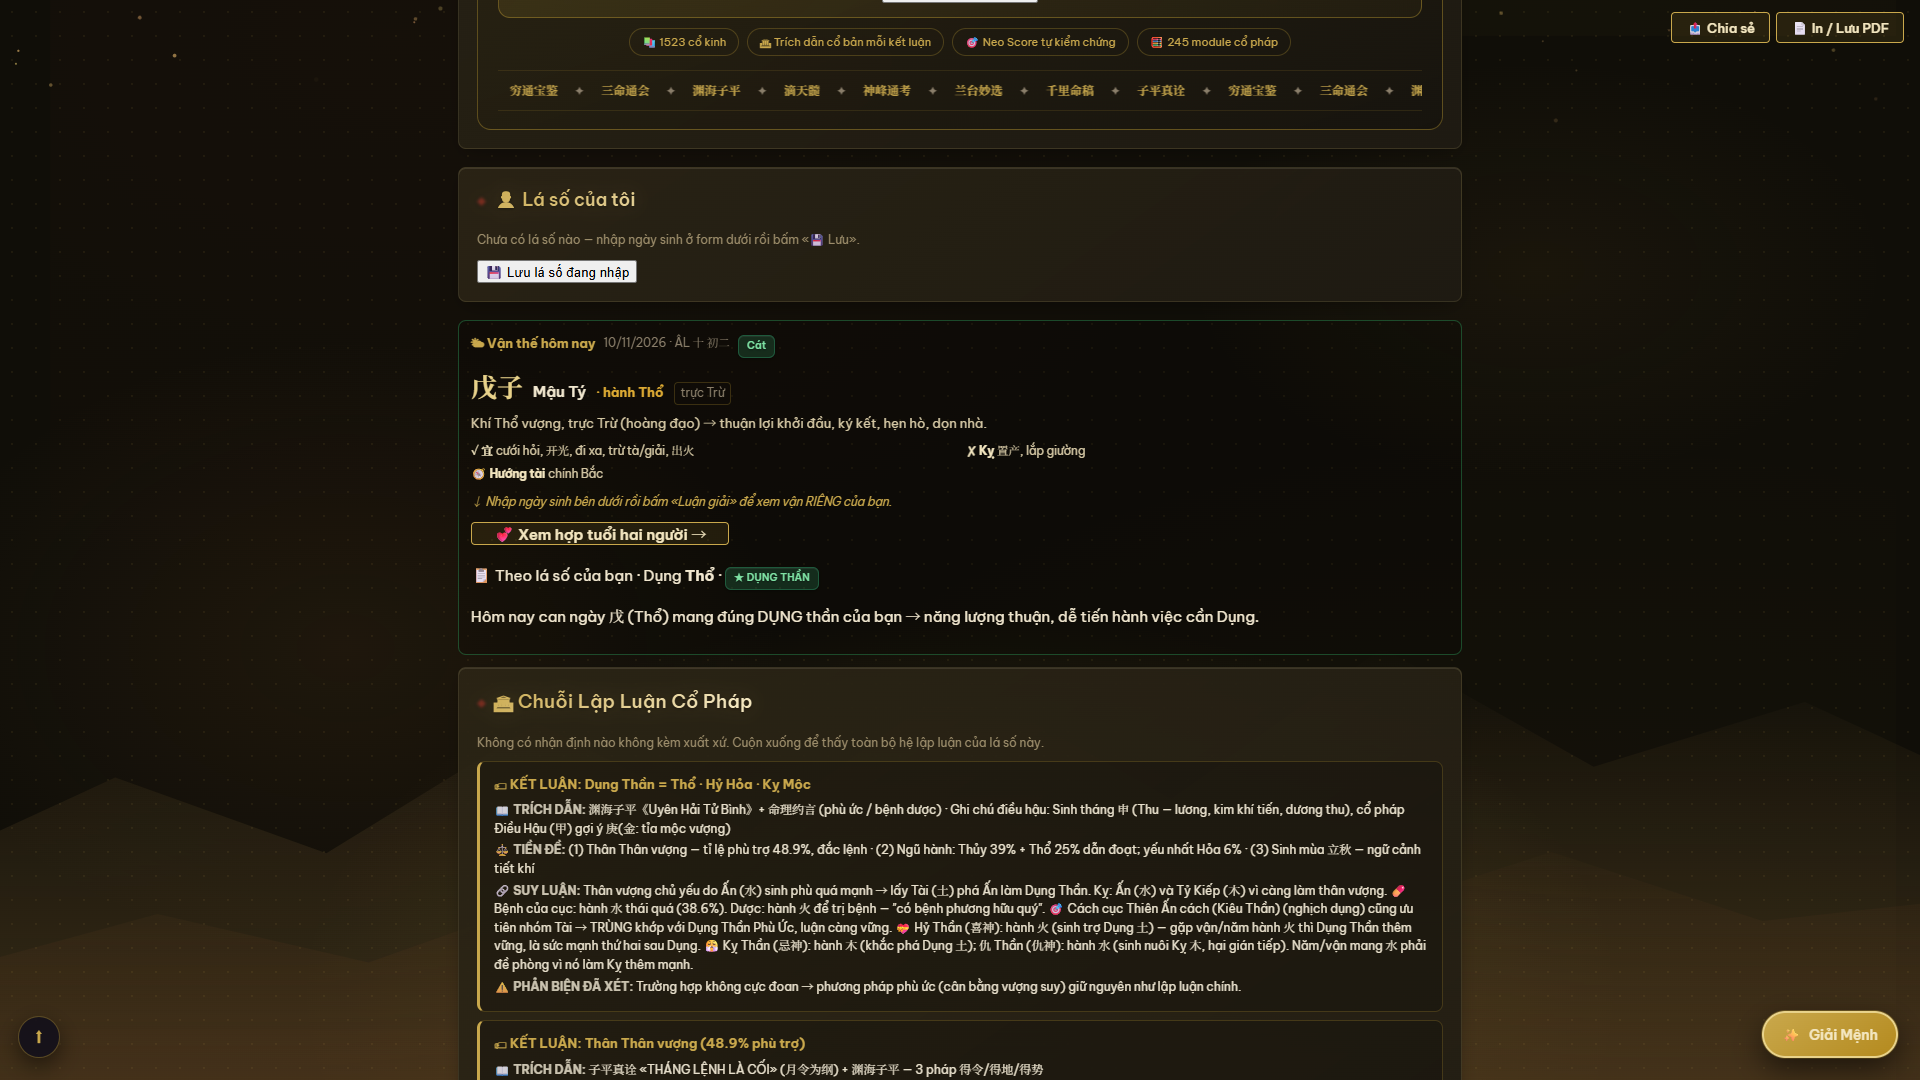 Chia sẻ
In / Lưu PDF
1523 cổ kinh
Trích dẫn cổ bản mỗi kết luận
Neo Score tự kiểm chứng
245 module cổ pháp
穷通宝鉴 ✦ 三命通会 ✦ 渊海子平 ✦ 滴天髓 ✦ 神峰通考 ✦ 兰台妙选 ✦ 千里命稿 ✦ 子平真诠 ✦ 穷通宝鉴 ✦ 三命通会 ✦
👤 Lá số của tôi
Chưa có lá số nào — nhập ngày sinh ở form dưới rồi bấm «💾 Lưu».
💾 Lưu lá số đang nhập
Vận thế hôm nay 10/11/2026 · ÂL 十 初二 Cát
戊子 Mậu Tý · hành Thổ trực Trừ
Khí Thổ vượng, trực Trừ (hoàng đạo) → thuận lợi khởi đầu, ký kết, hẹn hò, dọn nhà.
✓ 宜 cưới hỏi, 开光, đi xa, trừ tà/giải, 出火
✗ Kỵ 置产, lắp giường
🧭 Hướng tài chính Bắc
↓ Nhập ngày sinh bên dưới rồi bấm «Luận giải» để xem vận RIÊNG của bạn.
💞 Xem hợp tuổi hai người →
📋 Theo lá số của bạn · Dụng Thổ · ★ DỤNG THẦN
Hôm nay can ngày 戊 (Thổ) mang đúng DỤNG thần của bạn → năng lượng thuận, dễ tiến hành việc cần Dụng.
Chuỗi Lập Luận Cổ Pháp
Không có nhận định nào không kèm xuất xứ. Cuộn xuống để thấy toàn bộ hệ lập luận của lá số này.
KẾT LUẬN: Dụng Thần = Thổ · Hỷ Hỏa · Kỵ Mộc
📖 TRÍCH DẪN: 渊海子平《Uyên Hải Tử Bình》+ 命理约言 (phù ức / bệnh dược) · Ghi chú điều hậu: Sinh tháng 申 (Thu — lương, kim khí tiến, dương thu), cổ pháp
Điều Hậu (甲) gợi ý 庚(金: tỉa mộc vượng)
⚖ TIỀN ĐỀ: (1) Thân Thân vượng — tỉ lệ phù trợ 48.9%, đắc lệnh · (2) Ngũ hành: Thủy 39% + Thổ 25% dẫn đoạt; yếu nhất Hỏa 6% · (3) Sinh mùa 立秋 — ngữ cảnh
tiết khí
🔗 SUY LUẬN: Thân vượng chủ yếu do Ấn (水) sinh phù quá mạnh → lấy Tài (土) phá Ấn làm Dụng Thần. Kỵ: Ấn (水) và Tỷ Kiếp (木) vì càng làm thân vượng. 💊
Bệnh của cục: hành 水 thái quá (38.6%). Dược: hành 火 để trị bệnh — "có bệnh phương hữu quý". 🎯 Cách cục Thiên Ấn cách (Kiêu Thần) (nghịch dụng) cũng ưu
tiên nhóm Tài → TRÙNG khớp với Dụng Thần Phù Ức, luận càng vững. 💝 Hỷ Thần (喜神): hành 火 (sinh trợ Dụng 土) — gặp vận/năm hành 火 thì Dụng Thần thêm
vững, là sức mạnh thứ hai sau Dụng. Kỵ Thần (忌神): hành 木 (khắc phá Dụng 土); 仇 Thần (仇神): hành 水 (sinh nuôi Kỵ 木, hại gián tiếp). Năm/vận mang 水 phải
đề phòng vì nó làm Kỵ thêm mạnh.
⚠ PHẢN BIỆN ĐÃ XÉT: Trường hợp không cực đoan → phương pháp phù ức (cân bằng vượng suy) giữ nguyên như lập luận chính.
KẾT LUẬN: Thân Thân vượng (48.9% phù trợ)
📖 TRÍCH DẪN: 子平真诠 «THÁNG LỆNH LÀ CỐI» (月令为纲) + 渊海子平 — 3 pháp 得令/得地/得势
↑
✨ Giải Mệnh